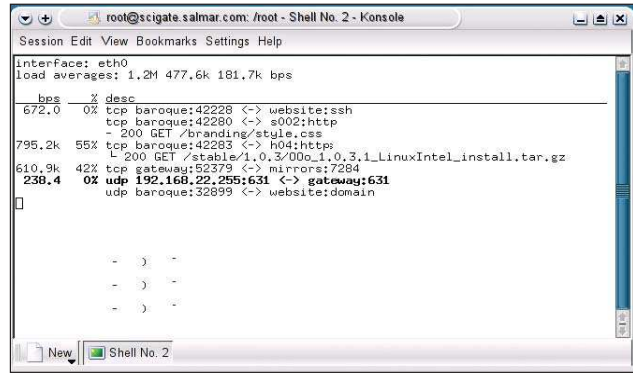 root@scigate.salmar.com: /root - Shell No. 2 - Konsole
Session Edit View Bookmarks Settings Help
interface: eth0
load averages: 1.2M 477.6k 181.7k bps
bps % desc
672.0 0% tcp baroque:42228 <-> website:ssh
tcp baroque:42280 <-> s002:http
- 200 GET /branding/style.css
795.2k 55% tcp baroque:42283 <-> h04:https
└ 200 GET /stable/1.0.3/OOo_1.0.3.1_LinuxIntel_install.tar.gz
610.9k 42% tcp gateway:52379 <-> mirrors:7284
238.4 0% udp 192.168.22.255:631 <-> gateway:631
udp baroque:32899 <-> website:domain
- ) -
- ) -
- ) -
New
Shell No. 2